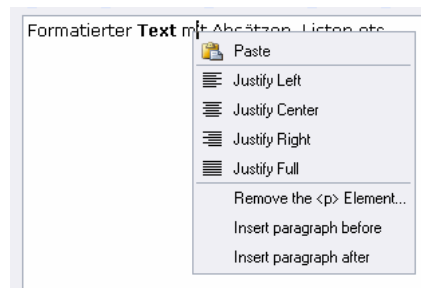 Formatierter Text mit Absätzen, Listen ets
Paste
Justify Left
Justify Center
Justify Right
Justify Full
Remove the <p> Element...
Insert paragraph before
Insert paragraph after